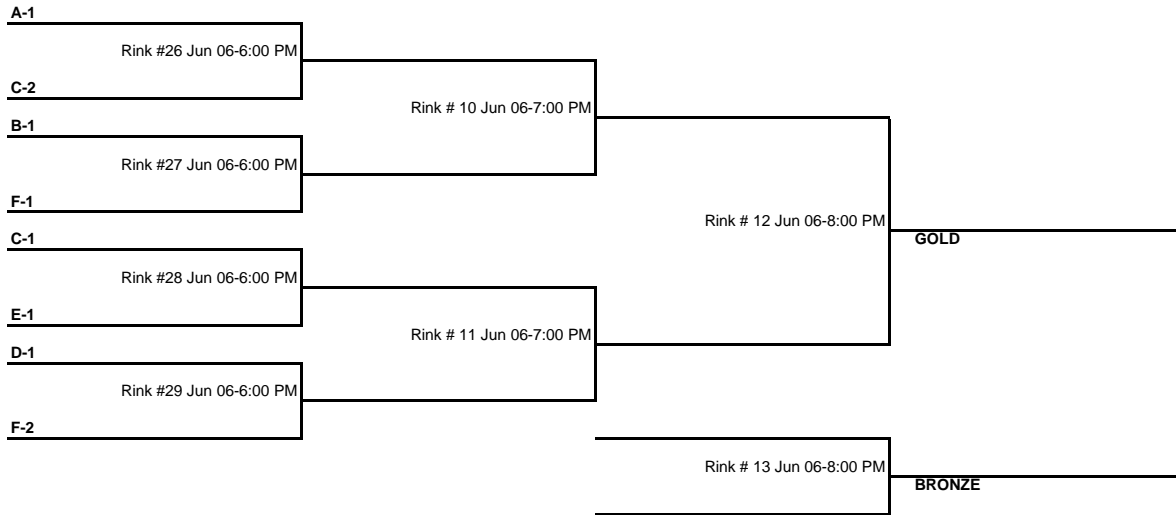 A-1
Rink #26 Jun 06-6:00 PM
C-2
Rink # 10 Jun 06-7:00 PM
B-1
Rink #27 Jun 06-6:00 PM
F-1
Rink # 12 Jun 06-8:00 PM
GOLD
C-1
Rink #28 Jun 06-6:00 PM
E-1
Rink # 11 Jun 06-7:00 PM
D-1
Rink #29 Jun 06-6:00 PM
F-2
Rink # 13 Jun 06-8:00 PM
BRONZE